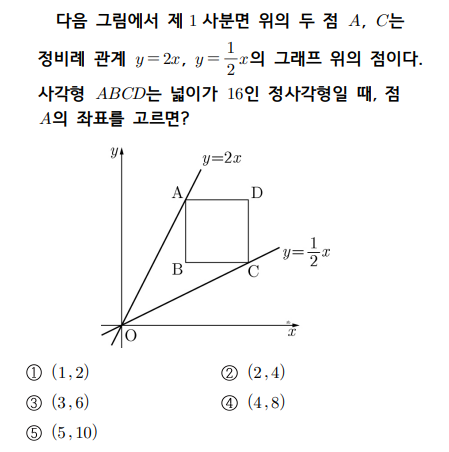 다음 그림에서 제 1 사분면 위의 두 점 A, C는
정비례 관계 y=2x, y=\frac{1}{2}x의 그래프 위의 점이다.
사각형 ABCD는 넓이가 16인 정사각형일 때, 점
A의 좌표를 고르면?
y
y=2x
A
D
B
C
y=\frac{1}{2}x
O
x
① (1, 2)
② (2, 4)
③ (3, 6)
④ (4, 8)
⑤ (5, 10)